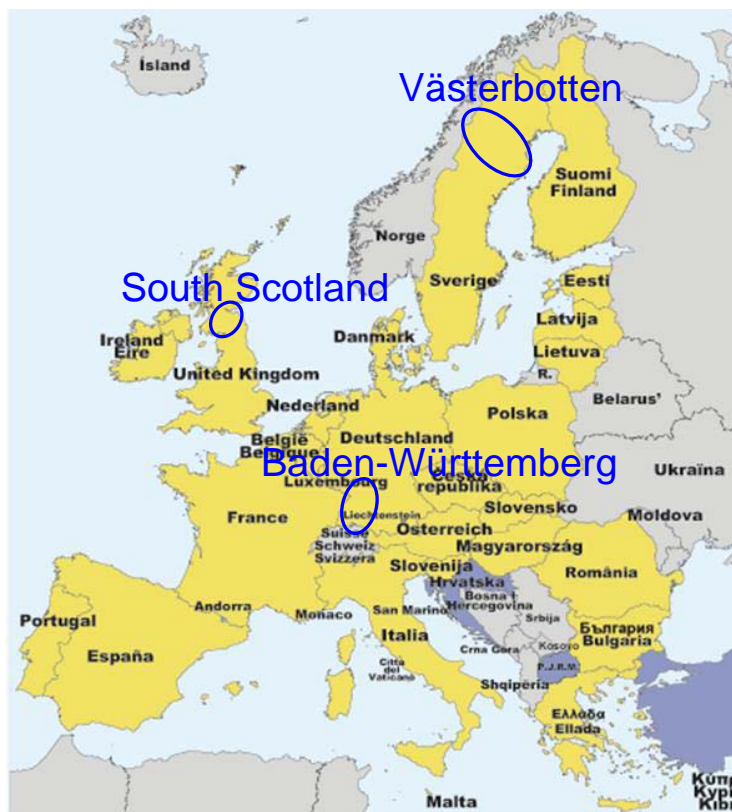 Ísland
Västerbotten
Suomi
Finland
Norge
Sverige
South Scotland
Eesti
Latvija
Ireland
Éire
Danmark
Lietuva
United Kingdom
R.
Belarus'
Nederland
Polska
België
Belgique
Deutschland
Baden-Württemberg
Ukraïna
Luxembourg
Česká
republika
Slovensko
France
Liechtenstein
Moldova
Österreich
Suisse
Schweiz
Svizzera
Magyarország
Slovenija
România
Hrvatska
Bosna i
Hercegovina
Andorra
Monaco
San Marino
Srbija
Portugal
Italia
България
Bulgaria
España
Crna Gora
Kosovo
Città
del
Vaticano
P.J.R.M.
Shqipëria
Ελλάδα
Ellada
Malta